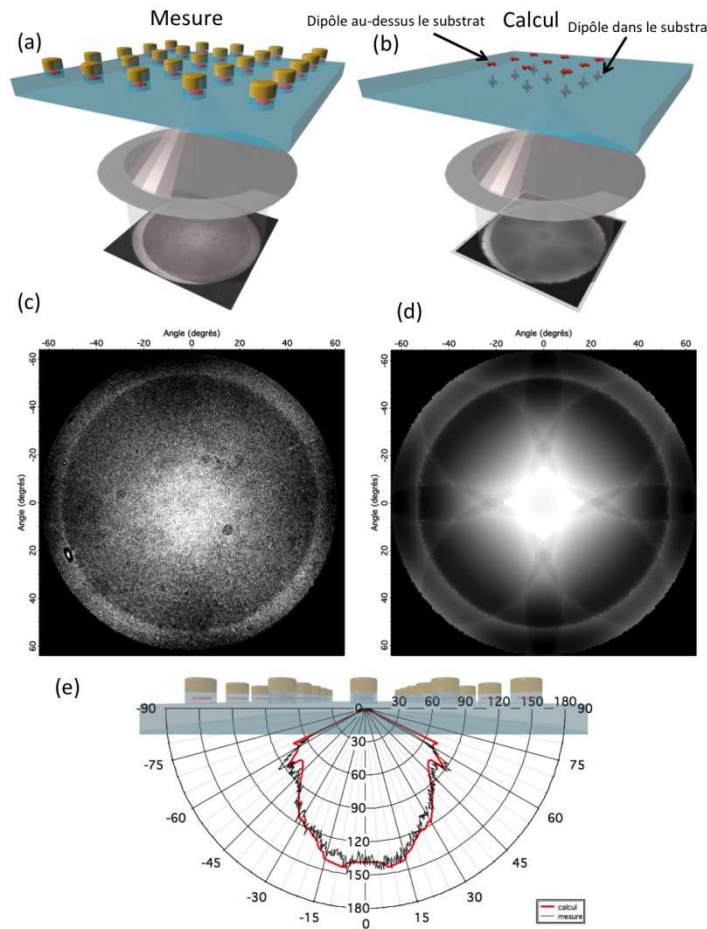 Mesure
Calcul
(a)
(b)
Dipôle au-dessus le substrat
Dipôle dans le substra
(c)
(d)
Angle (degrés)
-60 -40 -20 0 20 40 60
Angle (degrés)
-60 -40 -20 0 20 40 60
Angle (degrés)
-60 -40 -20 0 20 40 60
Angle (degrés)
-60 -40 -20 0 20 40 60
(e)
-90 0 30 60 90 120 150 180 90
30
60
90
120
150
180
-75
-60
-45
-30
-15
0
15
30
45
60
75
calcul
mesure